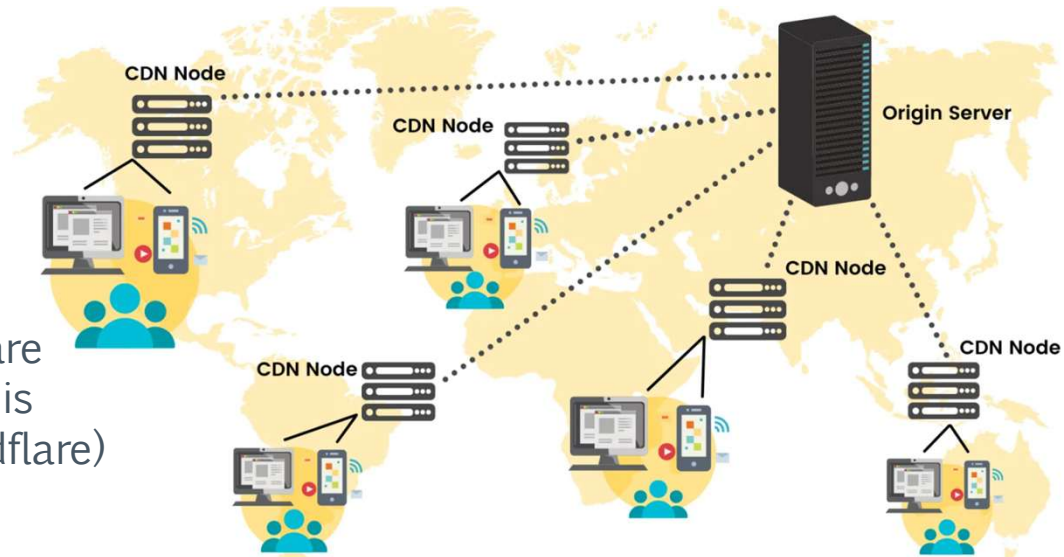 CDN Node
CDN Node
Origin Server
CDN Node
CDN Node
CDN Node
are
is
dflare)